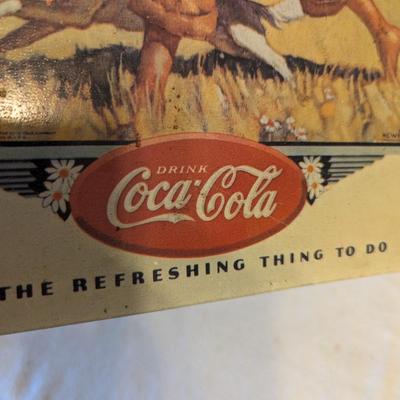 DRINK
Coca-Cola
THE REFRESHING THING TO DO